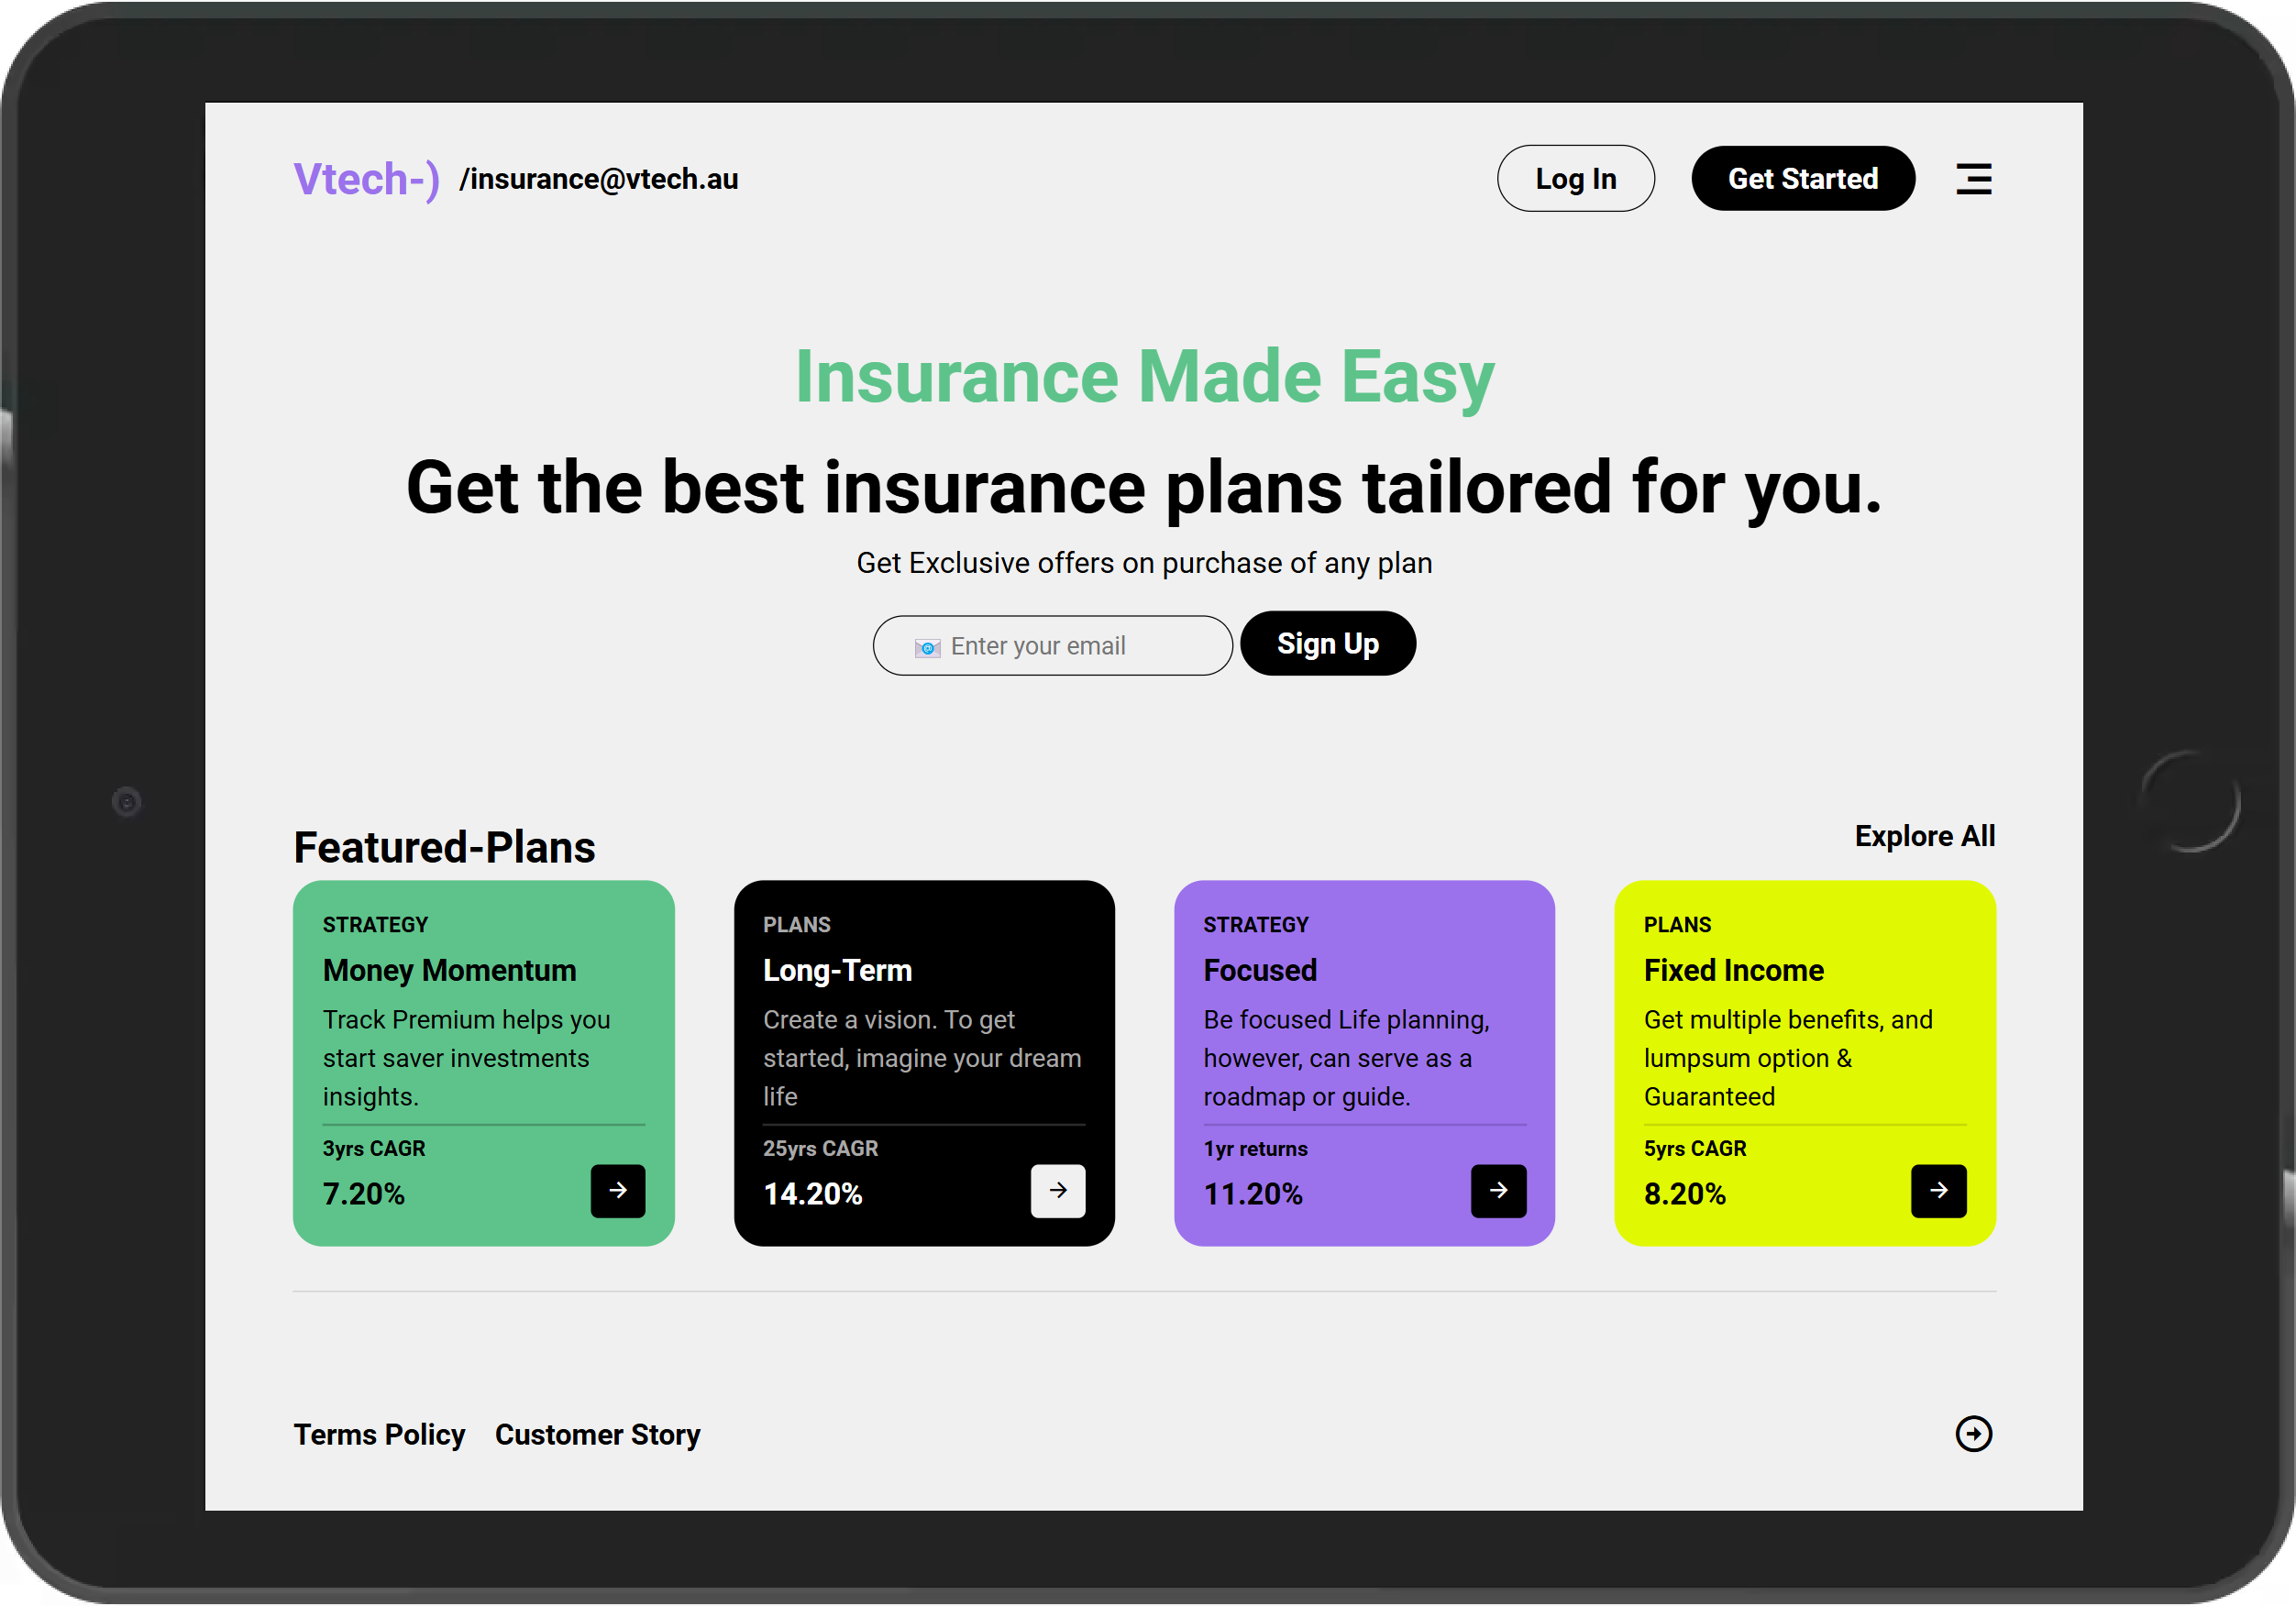 Vtech-) /insurance@vtech.au
Log In
Get Started
Insurance Made Easy
Get the best insurance plans tailored for you.
Get Exclusive offers on purchase of any plan
📧 Enter your email
Sign Up
Featured-Plans
Explore All
STRATEGY
Money Momentum
Track Premium helps you
start saver investments
insights.
3yrs CAGR
7.20%
PLANS
Long-Term
Create a vision. To get
started, imagine your dream
life
25yrs CAGR
14.20%
STRATEGY
Focused
Be focused Life planning,
however, can serve as a
roadmap or guide.
1yr returns
11.20%
PLANS
Fixed Income
Get multiple benefits, and
lumpsum option &
Guaranteed
5yrs CAGR
8.20%
Terms Policy
Customer Story